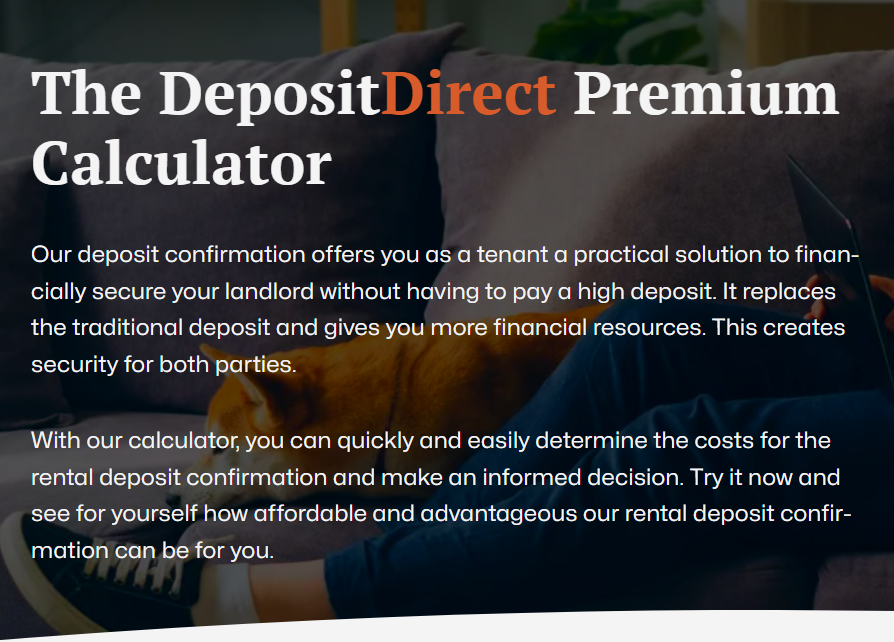 The DepositDirect Premium
Calculator
Our deposit confirmation offers you as a tenant a practical solution to finan-
cially secure your landlord without having to pay a high deposit. It replaces
the traditional deposit and gives you more financial resources. This creates
security for both parties.
With our calculator, you can quickly and easily determine the costs for the
rental deposit confirmation and make an informed decision. Try it now and
see for yourself how affordable and advantageous our rental deposit confir-
mation can be for you.